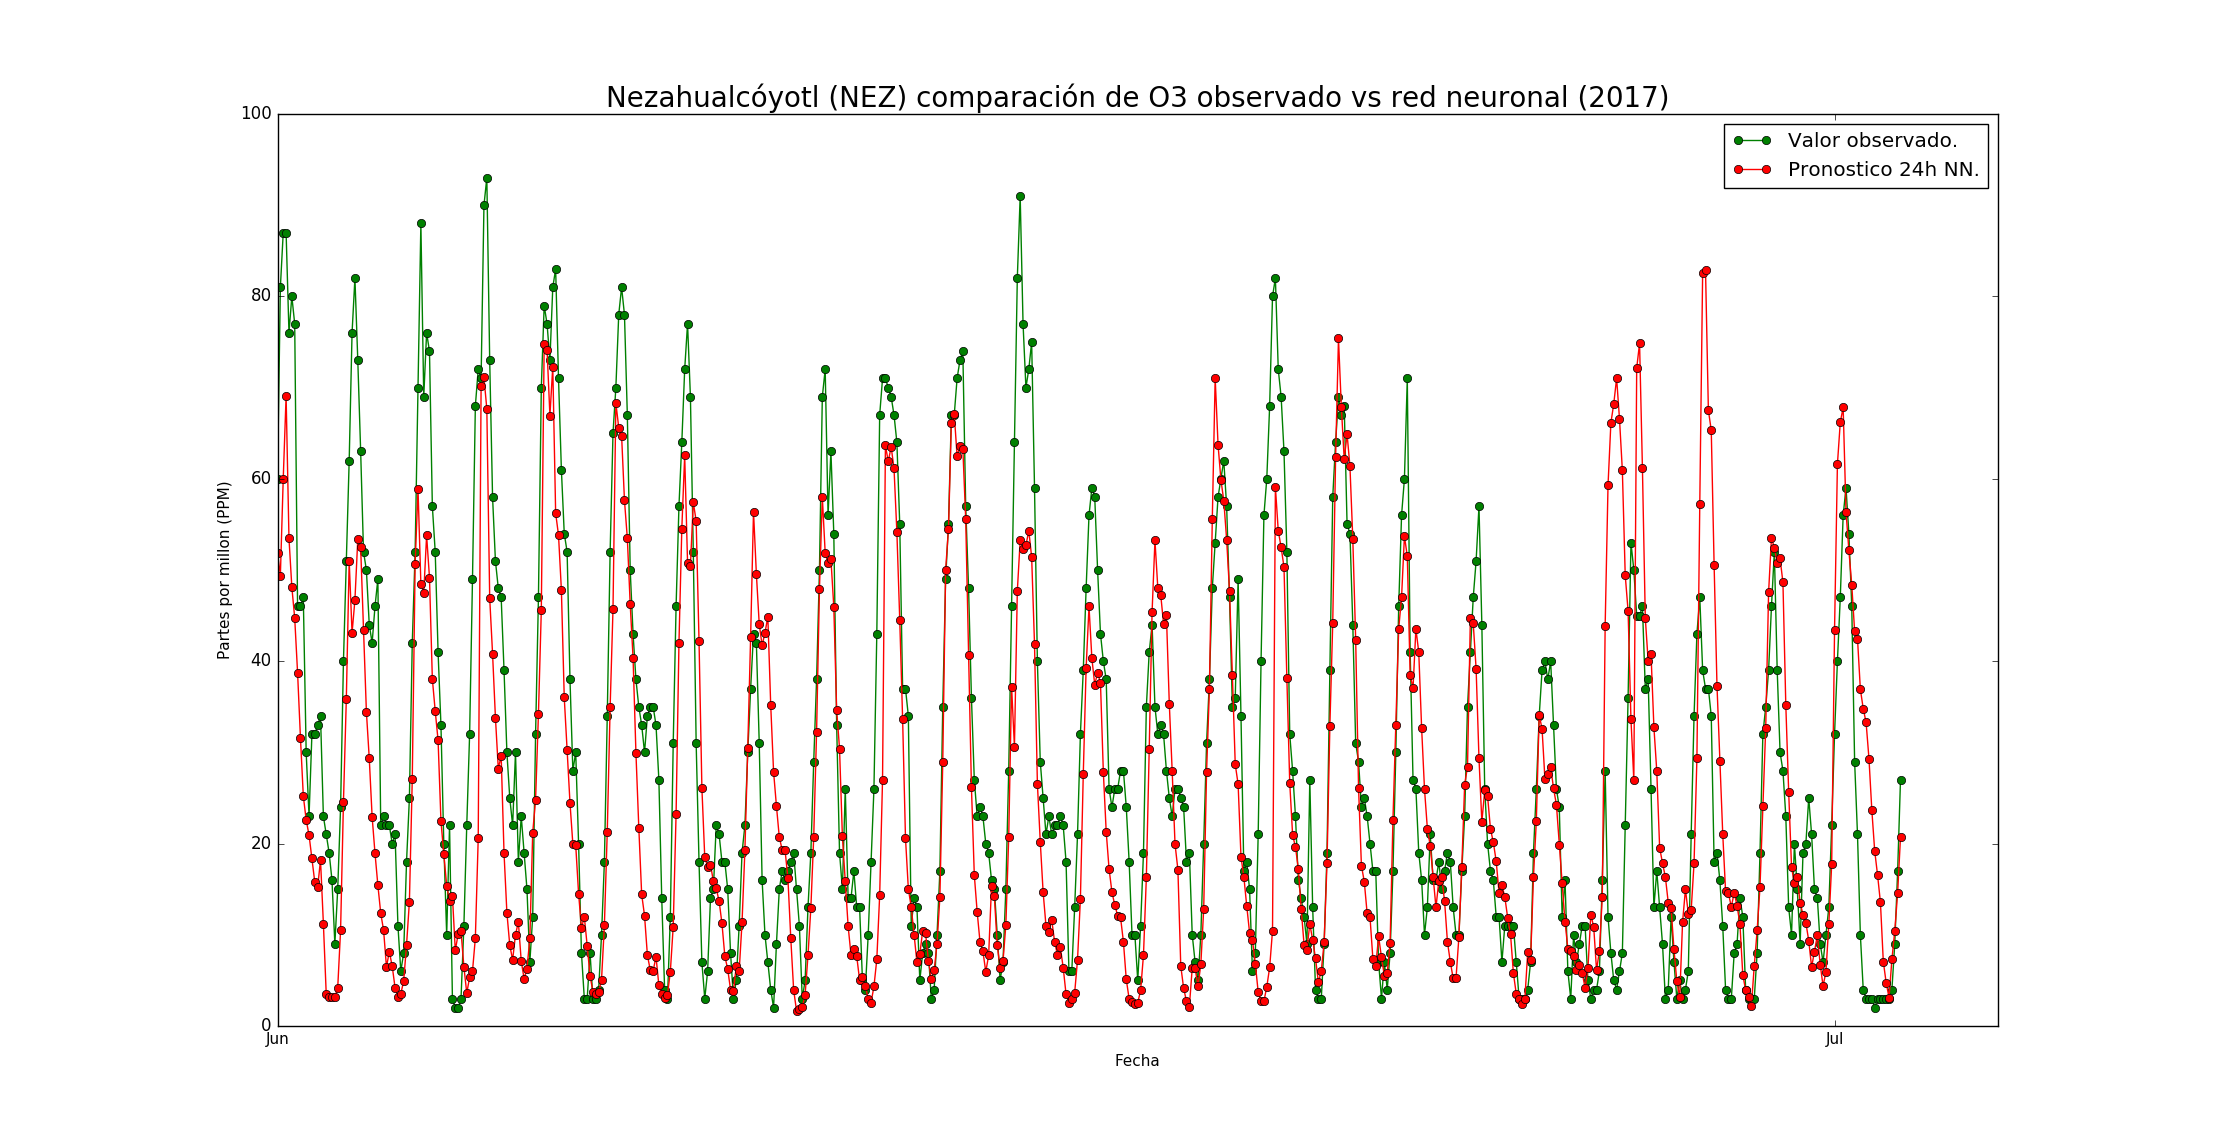 Nezahualcóyotl (NEZ) comparación de O3 observado vs red neuronal (2017)
100
80
60
40
20
0
Partes por millon (PPM)
Valor observado.
Pronostico 24h NN.
Jun
Jul
Fecha